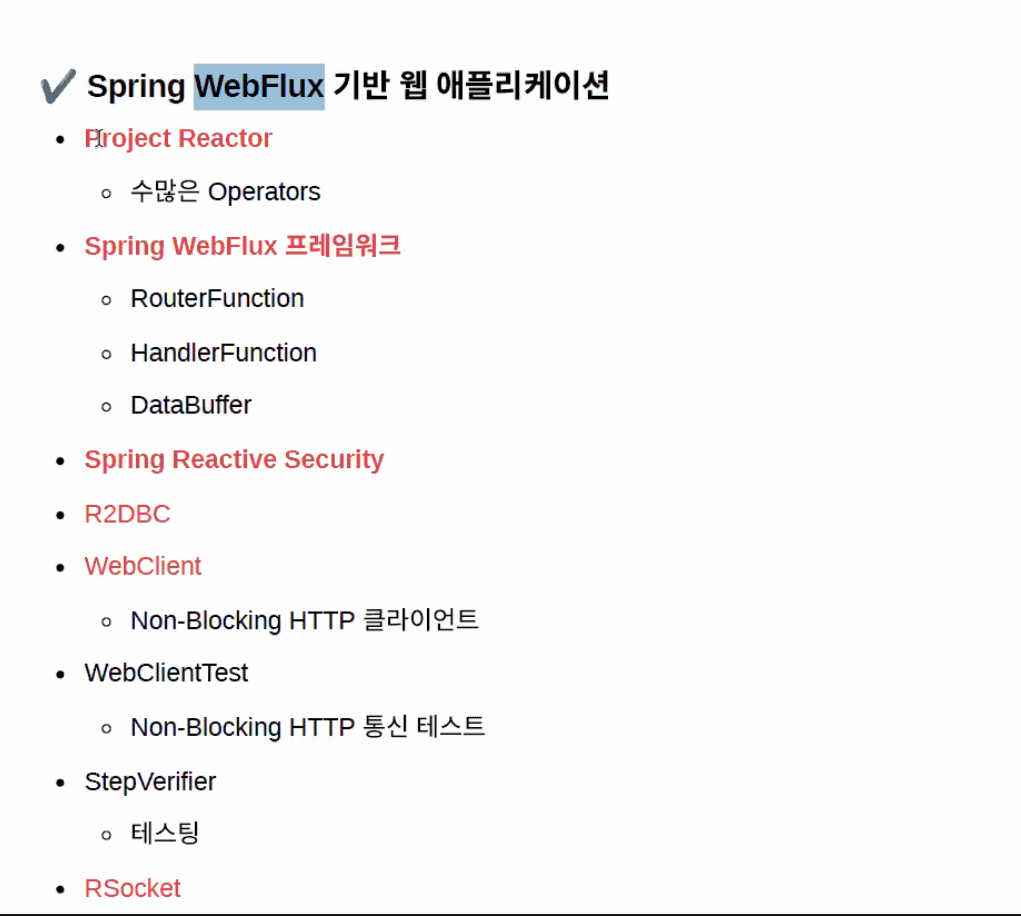 ✔ Spring WebFlux 기반 웹 애플리케이션
• Project Reactor
◦ 수많은 Operators
• Spring WebFlux 프레임워크
◦ RouterFunction
◦ HandlerFunction
◦ DataBuffer
• Spring Reactive Security
• R2DBC
• WebClient
◦ Non-Blocking HTTP 클라이언트
• WebClientTest
◦ Non-Blocking HTTP 통신 테스트
• StepVerifier
◦ 테스팅
• RSocket